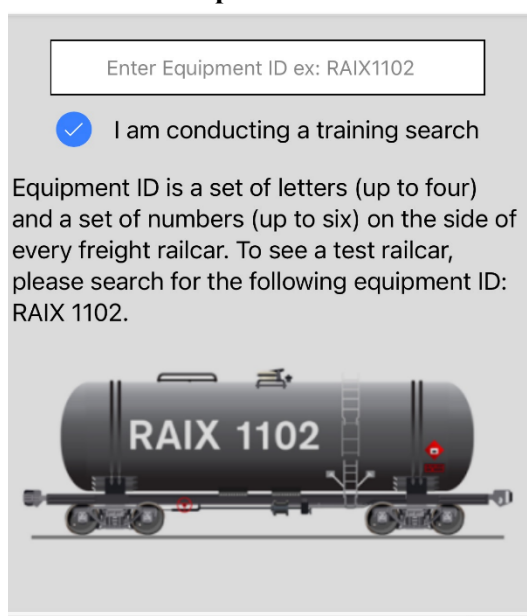 Enter Equipment ID ex: RAIX1102
I am conducting a training search
Equipment ID is a set of letters (up to four)
and a set of numbers (up to six) on the side of
every freight railcar. To see a test railcar,
please search for the following equipment ID:
RAIX 1102.
RAIX 1102